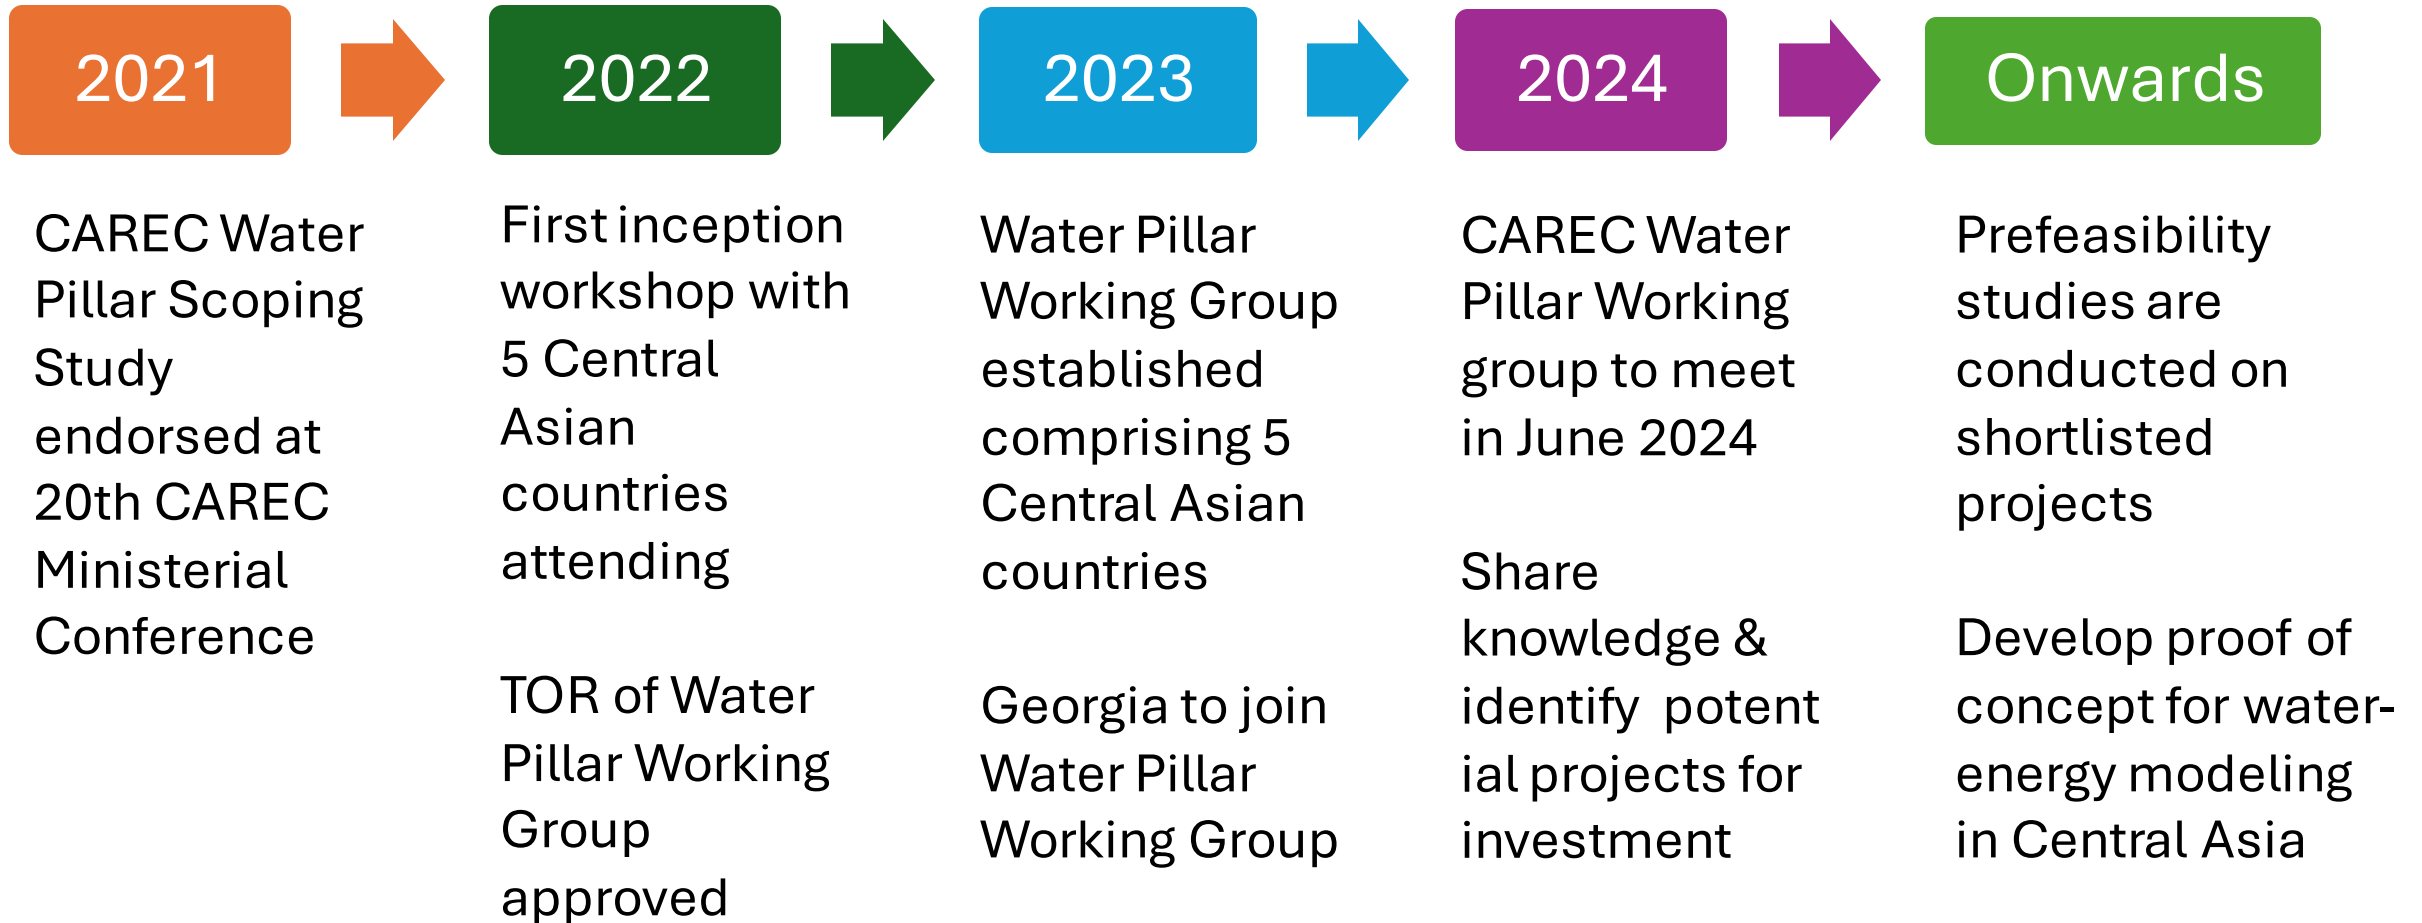 2021
2022
2023
2024
Onwards
CAREC Water
Pillar Scoping
Study
endorsed at
20th CAREC
Ministerial
Conference
First inception
workshop with
5 Central
Asian
countries
attending
TOR of Water
Pillar Working
Group
approved
Water Pillar
Working Group
established
comprising 5
Central Asian
countries
Georgia to join
Water Pillar
Working Group
CAREC Water
Pillar Working
group to meet
in June 2024
Share
knowledge &
identify  potent
ial projects for
investment
Prefeasibility
studies are
conducted on
shortlisted
projects
Develop proof of
concept for water-
energy modeling
in Central Asia